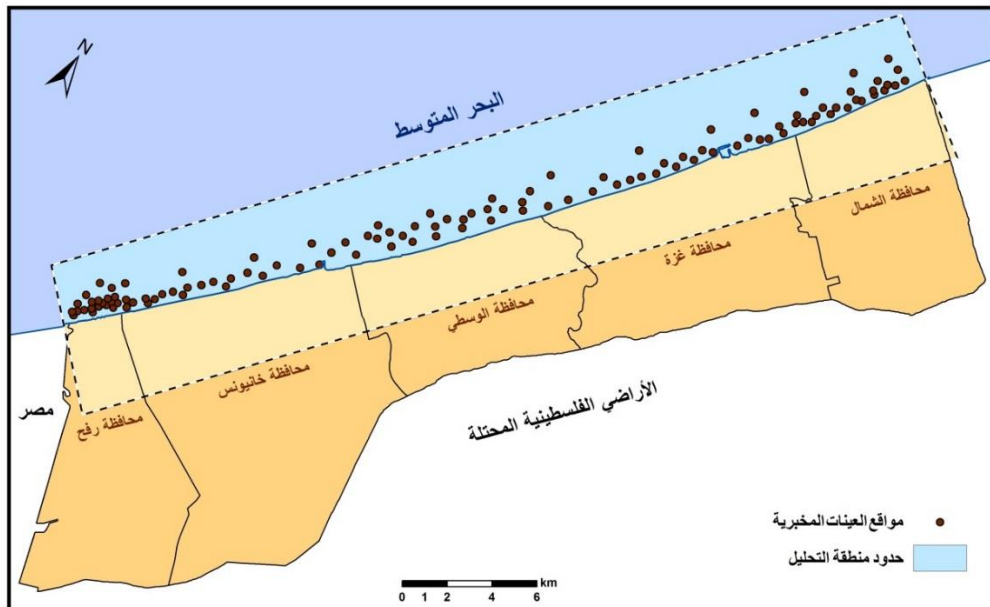 N
البحر المتوسط
محافظة الشمال
محافظة غزة
محافظة الوسطي
محافظة خانيونس
محافظة رفح
مصر
الأراضي الفلسطينية المحتلة
مواقع العينات المخبرية
حدود منطقة التحليل
km
0 1 2 4 6